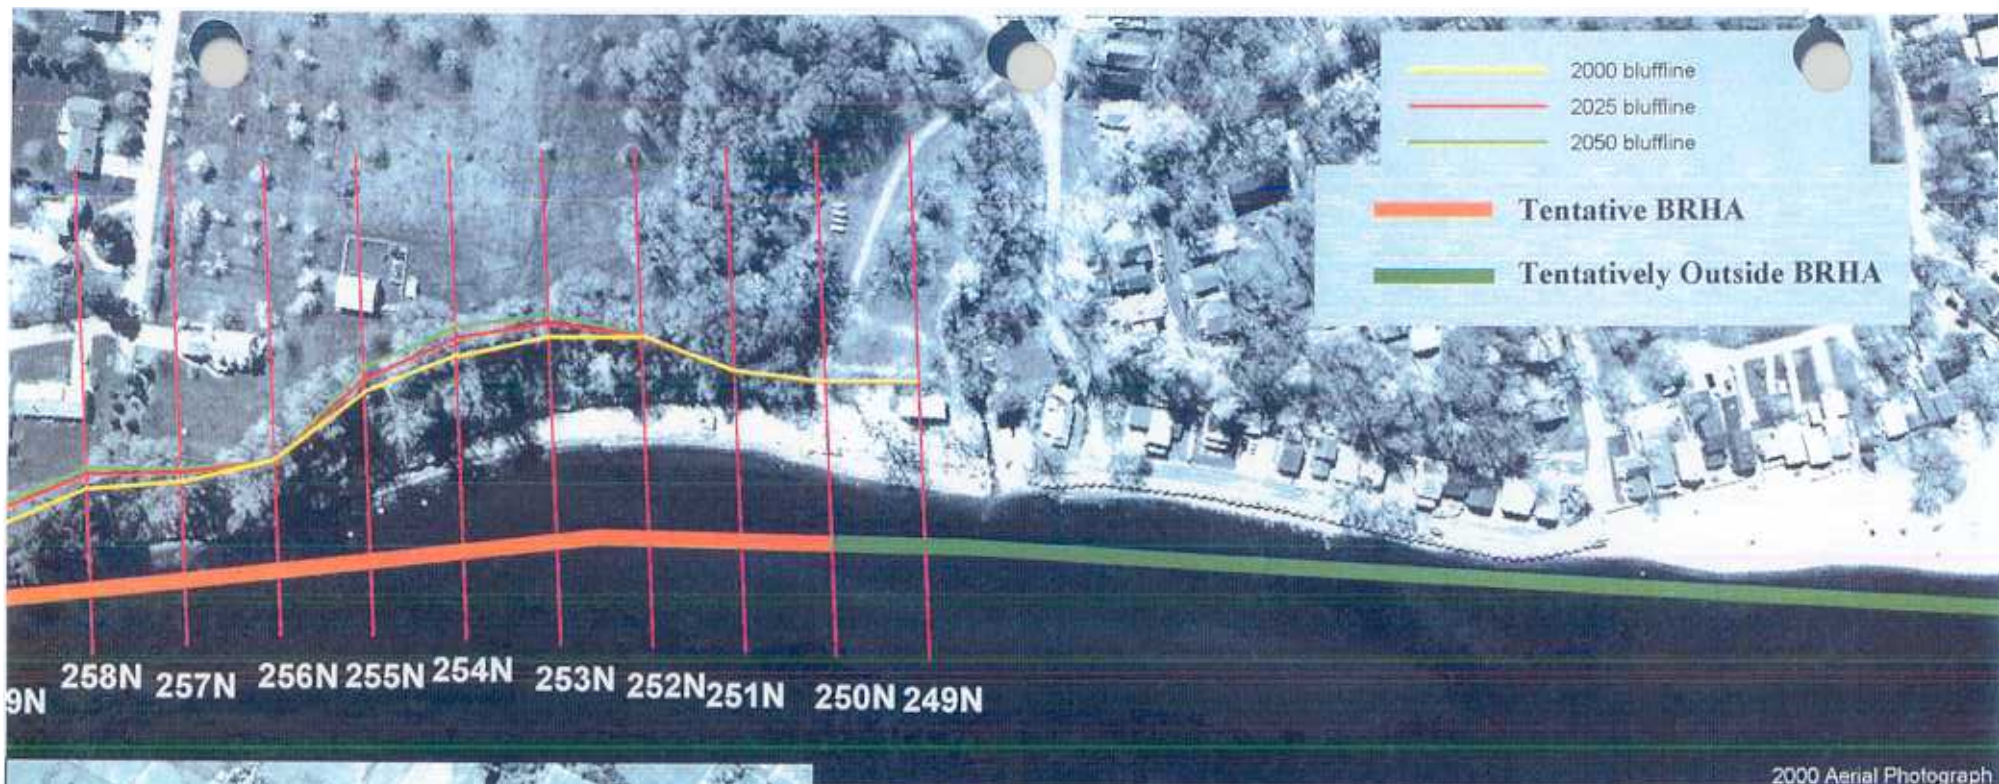 2000 bluffline
2025 bluffline
2050 bluffline
Tentative BRHA
Tentatively Outside BRHA
9N
258N
257N
256N
255N
254N
253N
252N
251N
250N
249N
2000 Aerial Photograph